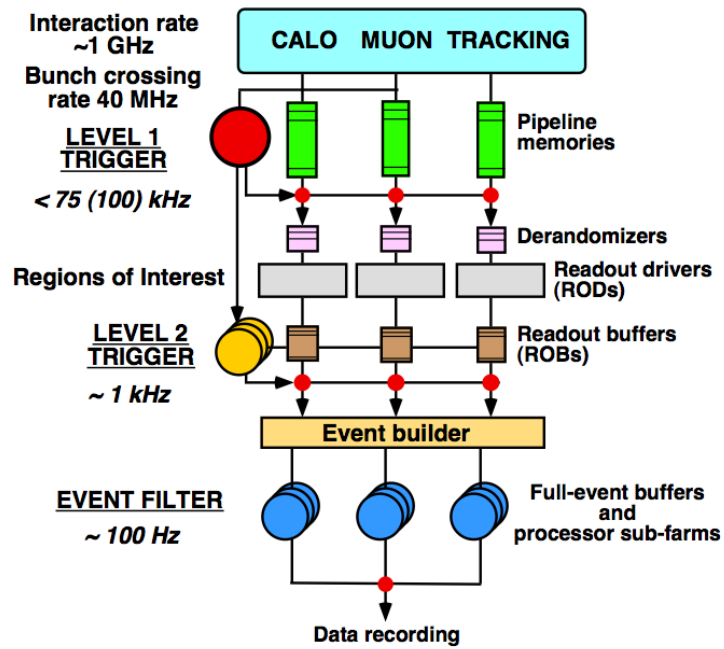 Interaction rate
~1 GHz
CALO MUON TRACKING
Bunch crossing
rate 40 MHz
LEVEL 1
TRIGGER
< 75 (100) kHz
Pipeline
memories
Derandomizers
Regions of Interest
Readout drivers
(RODs)
LEVEL 2
TRIGGER
~ 1 kHz
Readout buffers
(ROBs)
Event builder
EVENT FILTER
~ 100 Hz
Full-event buffers
and
processor sub-farms
Data recording